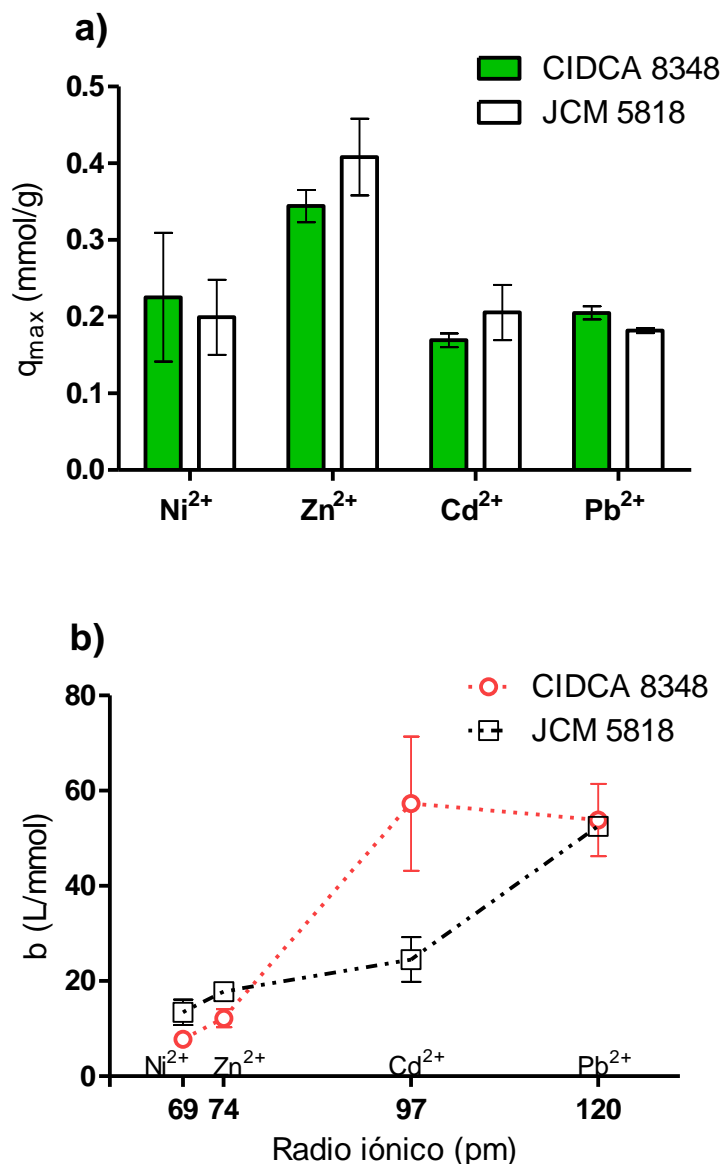 a)
CIDCA 8348
JCM 5818
0.5
0.4
0.3
0.2
0.1
0.0
q_max (mmol/g)
Ni²⁺ Zn²⁺ Cd²⁺ Pb²⁺
b)
CIDCA 8348
JCM 5818
80
60
40
20
0
b (L/mmol)
Ni²⁺ Zn²⁺ Cd²⁺ Pb²⁺
69 74 97 120
Radio iónico (pm)